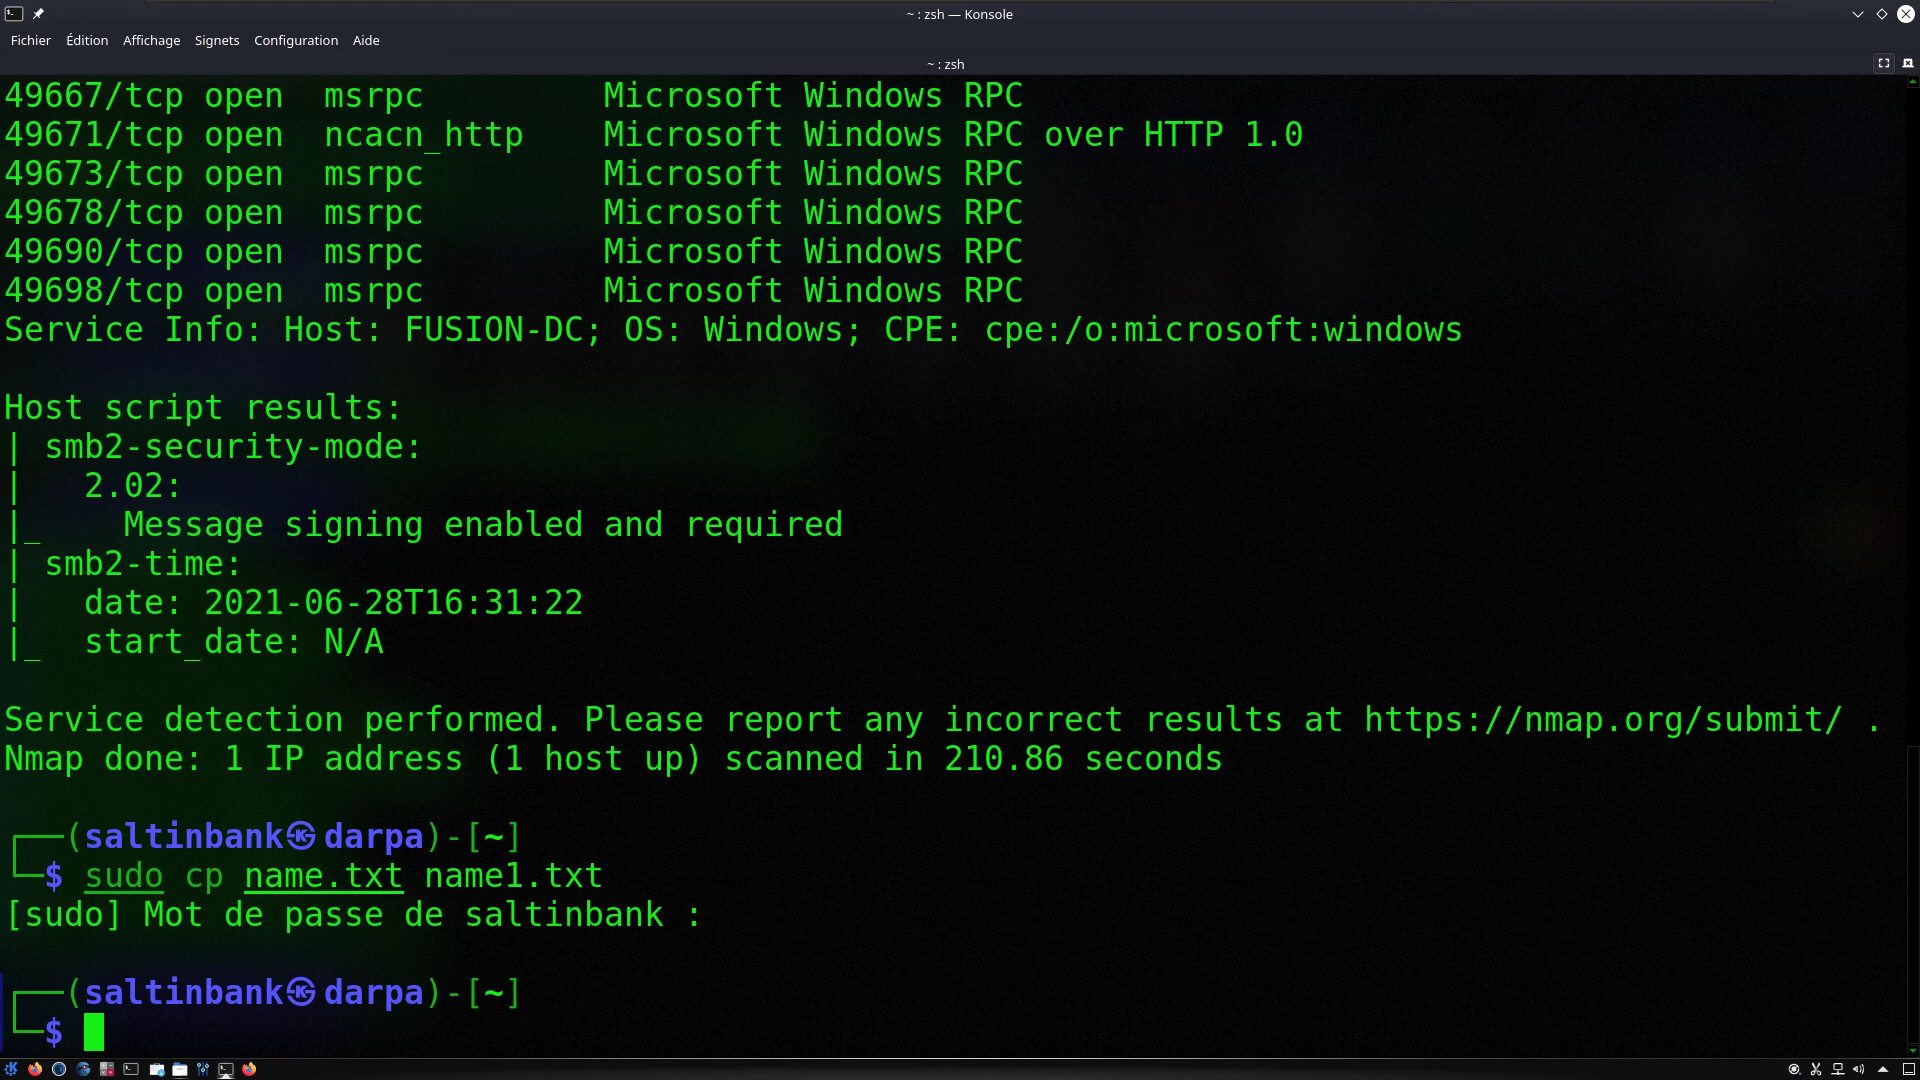 ~ : zsh — Konsole
Fichier Édition Affichage Signets Configuration Aide
~ : zsh
49667/tcp open  msrpc         Microsoft Windows RPC
49671/tcp open  ncacn_http    Microsoft Windows RPC over HTTP 1.0
49673/tcp open  msrpc         Microsoft Windows RPC
49678/tcp open  msrpc         Microsoft Windows RPC
49690/tcp open  msrpc         Microsoft Windows RPC
49698/tcp open  msrpc         Microsoft Windows RPC
Service Info: Host: FUSION-DC; OS: Windows; CPE: cpe:/o:microsoft:windows
Host script results:
| smb2-security-mode:
|   2.02:
|_    Message signing enabled and required
| smb2-time:
|   date: 2021-06-28T16:31:22
|_  start_date: N/A
Service detection performed. Please report any incorrect results at https://nmap.org/submit/ .
Nmap done: 1 IP address (1 host up) scanned in 210.86 seconds
┌──(saltinbank㉿darpa)-[~]
└─$ sudo cp name.txt name1.txt
[sudo] Mot de passe de saltinbank :
┌──(saltinbank㉿darpa)-[~]
└─$